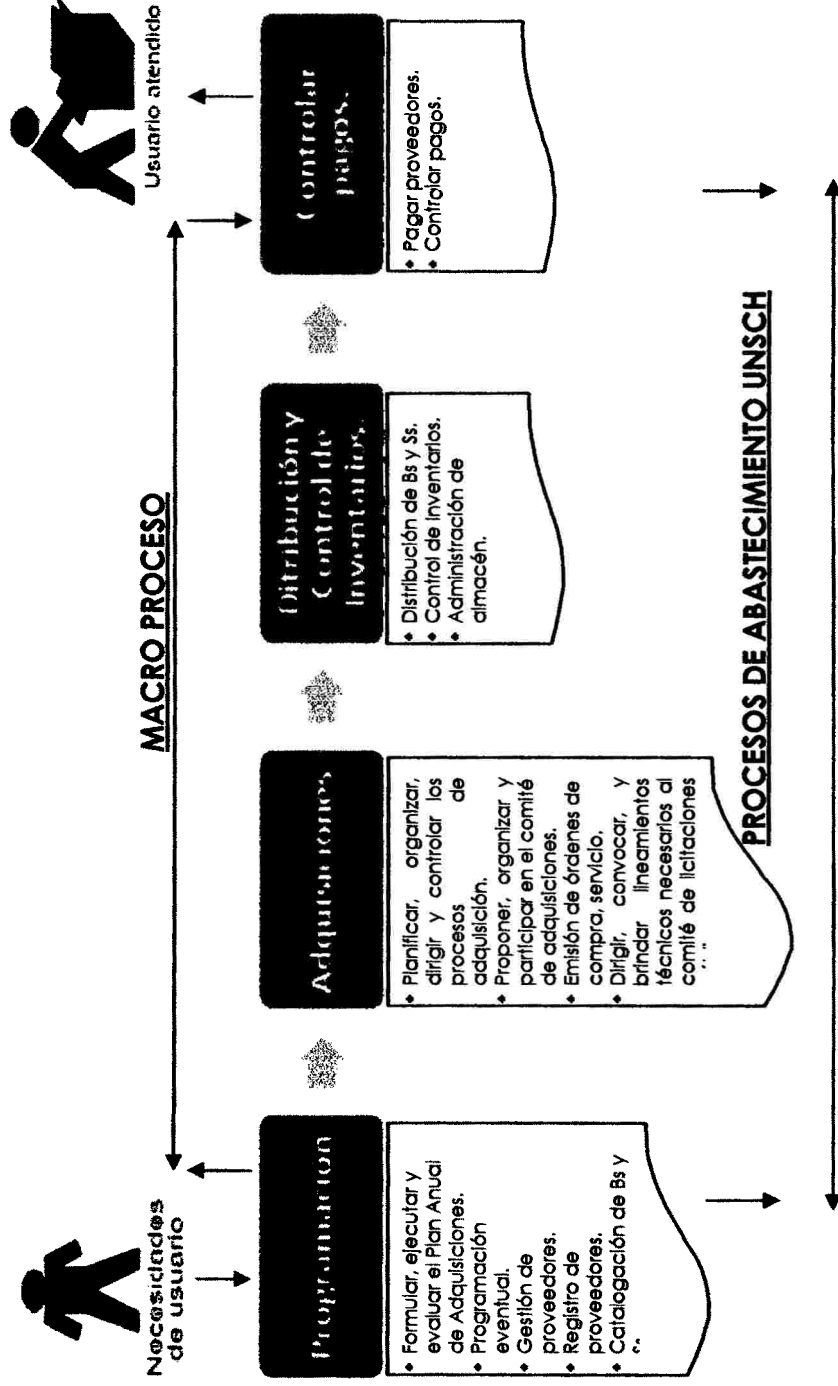 MACRO PROCESO
Necosidados
de usuario
Usuario atendido
Programación
Adquisiciones
Ditribución y
Control de
Inventarios.
Controlar
pagos.
• Formular, ejecutar y
evaluar el Plan Anual
de Adquisiciones.
• Programación
eventual.
• Gestión de
proveedores.
• Registro de
proveedores.
• Catalogación de Bs y
• Planificar, organizar,
dirigir y controlar los
procesos de
adquisición.
• Proponer, organizar y
participar en el comité
de adquisiciones.
• Emisión de órdenes de
compra, servicio.
• Dirigir, convocar, y
brindar lineamientos
técnicos necesarios al
comité de licitaciones
• Distribución de Bs y Ss.
• Control de Inventarios.
• Administración de
almacén.
• Pagar proveedores.
• Controlar pagos.
PROCESOS DE ABASTECIMIENTO UNSCH